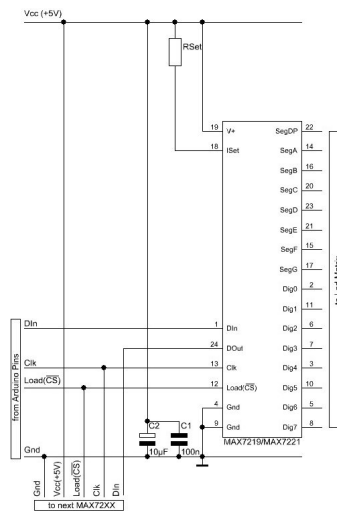 Vcc (+5V)
RSet
19 V+ SegDP 22
18 ISet SegA 14
SegB 16
SegC 20
SegD 23
SegE 21
SegF 15
SegG 17
Dig0 2
Dig1 11
DIn 1 DIn Dig2 6
24 DOut Dig3 7
Clk 13 Clk Dig4 3
Load(CS) 12 Load(CS) Dig5 10
4 Gnd Dig6 5
9 Gnd Dig7 8
MAX7219/MAX7221
from Arduino Pins
C2 C1
10µF 100n
Gnd
Gnd
Vcc(+5V)
Load(CS)
Clk
DIn
to next MAX72XX